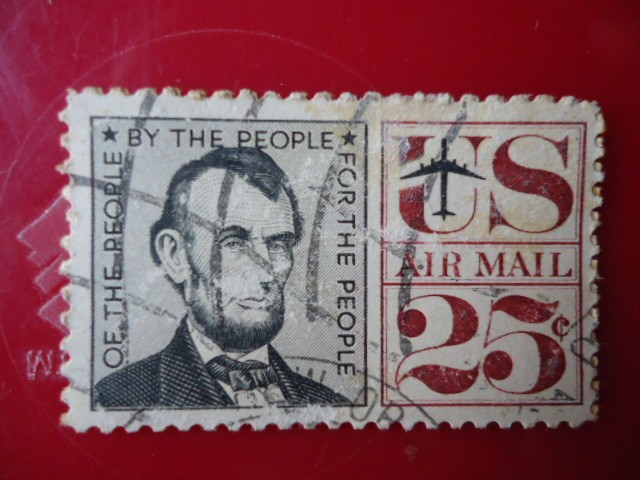 OF THE PEOPLE
★ BY THE PEOPLE ★
FOR THE PEOPLE
US
AIR MAIL
25¢